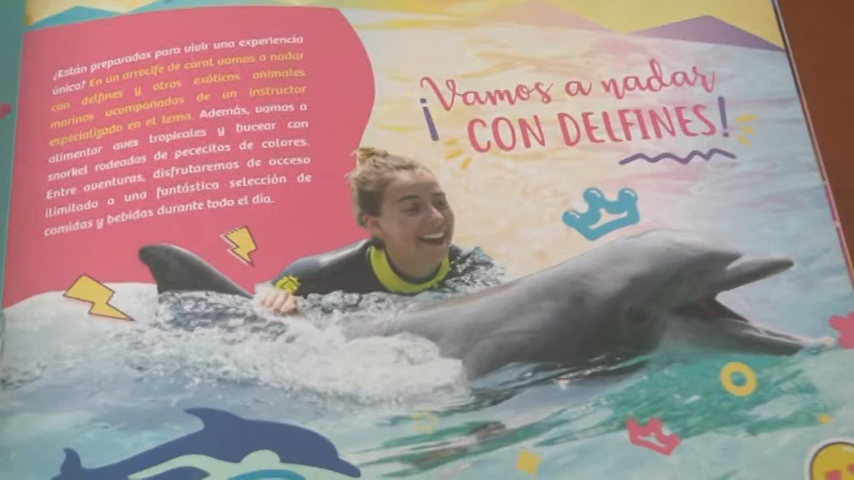 ¿Están preparadas para vivir una experiencia
única? En un arrecife de coral vamos a nadar
con delfines y otros exóticos animales
marinos acompañadas de un instructor
especializado en el tema. Además, vamos a
alimentar aves tropicales y bucear con
snorkel rodeados de pececitos de colores.
Entre aventuras, disfrutaremos de acceso
ilimitado a una fantástica selección de
comidas y bebidas durante todo el día.
¡Vamos a nadar
CON DELFINES!